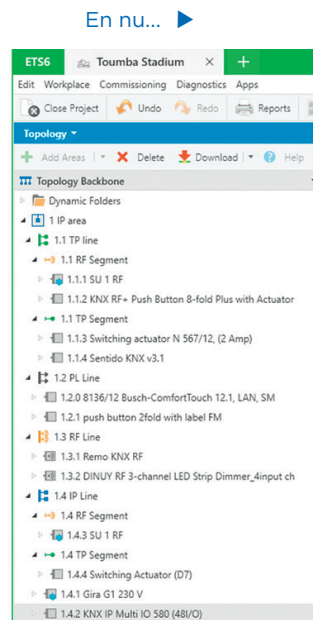 En nu... ▶
ETS6 Toumba Stadium × +
Edit Workplace Commissioning Diagnostics Apps
Close Project Undo Redo Reports
Topology ▾
Add Areas ▾ Delete Download ▾ Help
Topology Backbone
Dynamic Folders
1 IP area
1.1 TP line
1.1 RF Segment
1.1.1 SU 1 RF
1.1.2 KNX RF+ Push Button 8-fold Plus with Actuator
1.1 TP Segment
1.1.3 Switching actuator N 567/12, (2 Amp)
1.1.4 Sentido KNX v3.1
1.2 PL Line
1.2.0 8136/12 Busch-ComfortTouch 12.1, LAN, SM
1.2.1 push button 2fold with label FM
1.3 RF Line
1.3.1 Remo KNX RF
1.3.2 DINUY RF 3-channel LED Strip Dimmer_4input ch
1.4 IP Line
1.4 RF Segment
1.4.3 SU 1 RF
1.4 TP Segment
1.4.4 Switching Actuator (D7)
1.4.1 Gira G1 230 V
1.4.2 KNX IP Multi IO 580 (48I/O)